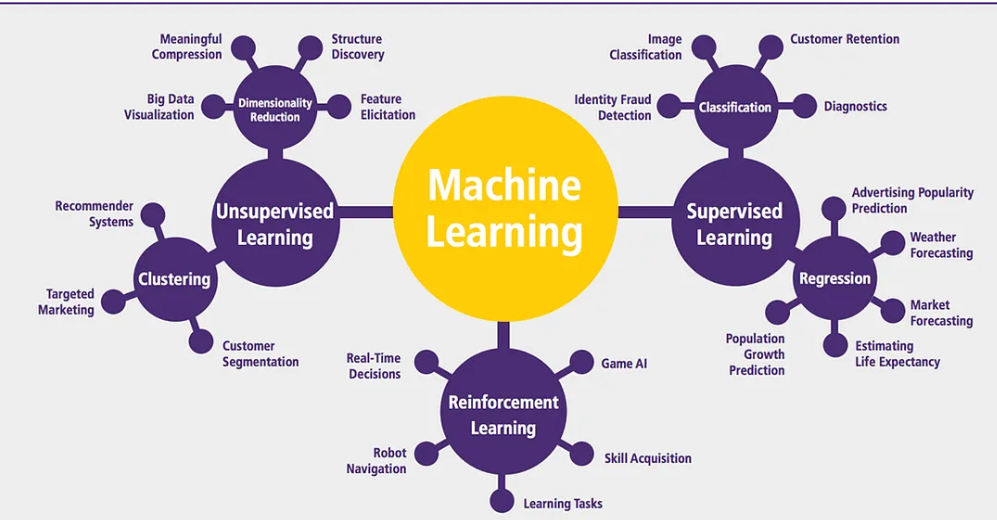 Meaningful
Compression
Structure
Discovery
Big Data
Visualization
Dimensionality
Reduction
Feature
Elicitation
Unsupervised
Learning
Recommender
Systems
Clustering
Targeted
Marketing
Customer
Segmentation
Machine
Learning
Image
Classification
Customer Retention
Identity Fraud
Detection
Classification
Diagnostics
Supervised
Learning
Advertising Popularity
Prediction
Weather
Forecasting
Regression
Market
Forecasting
Population
Growth
Prediction
Estimating
Life Expectancy
Real-Time
Decisions
Game AI
Reinforcement
Learning
Robot
Navigation
Skill Acquisition
Learning Tasks